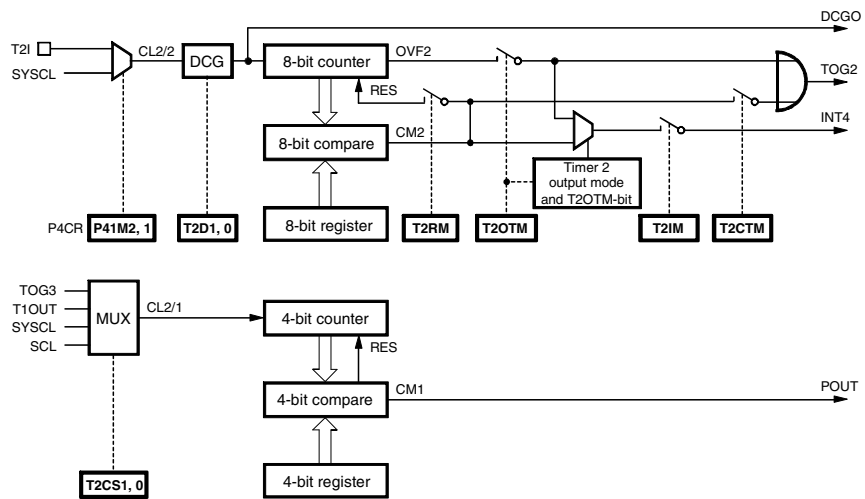 DCGO
T2I
SYSCL
CL2/2
DCG
8-bit counter
OVF2
TOG2
RES
INT4
8-bit compare
CM2
Timer 2
output mode
and T2OTM-bit
P4CR
P41M2, 1
T2D1, 0
8-bit register
T2RM
T2OTM
T2IM
T2CTM
TOG3
T1OUT
SYSCL
SCL
MUX
CL2/1
4-bit counter
RES
4-bit compare
CM1
POUT
T2CS1, 0
4-bit register